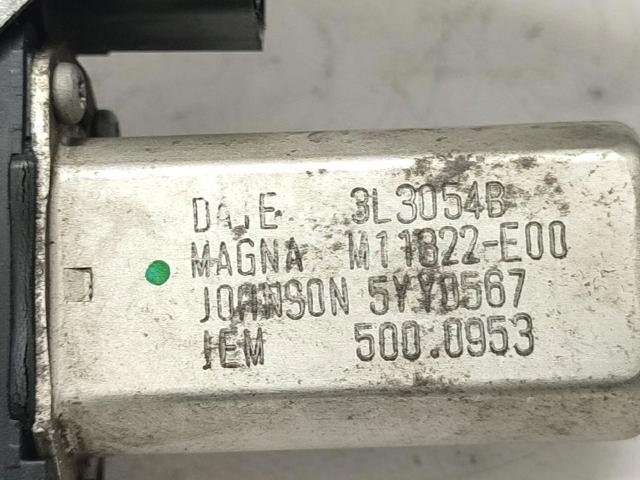 DATE 3L3054B
MAGNA M11822-E00
JOHNSON 5YY0567
IEM 500.0953